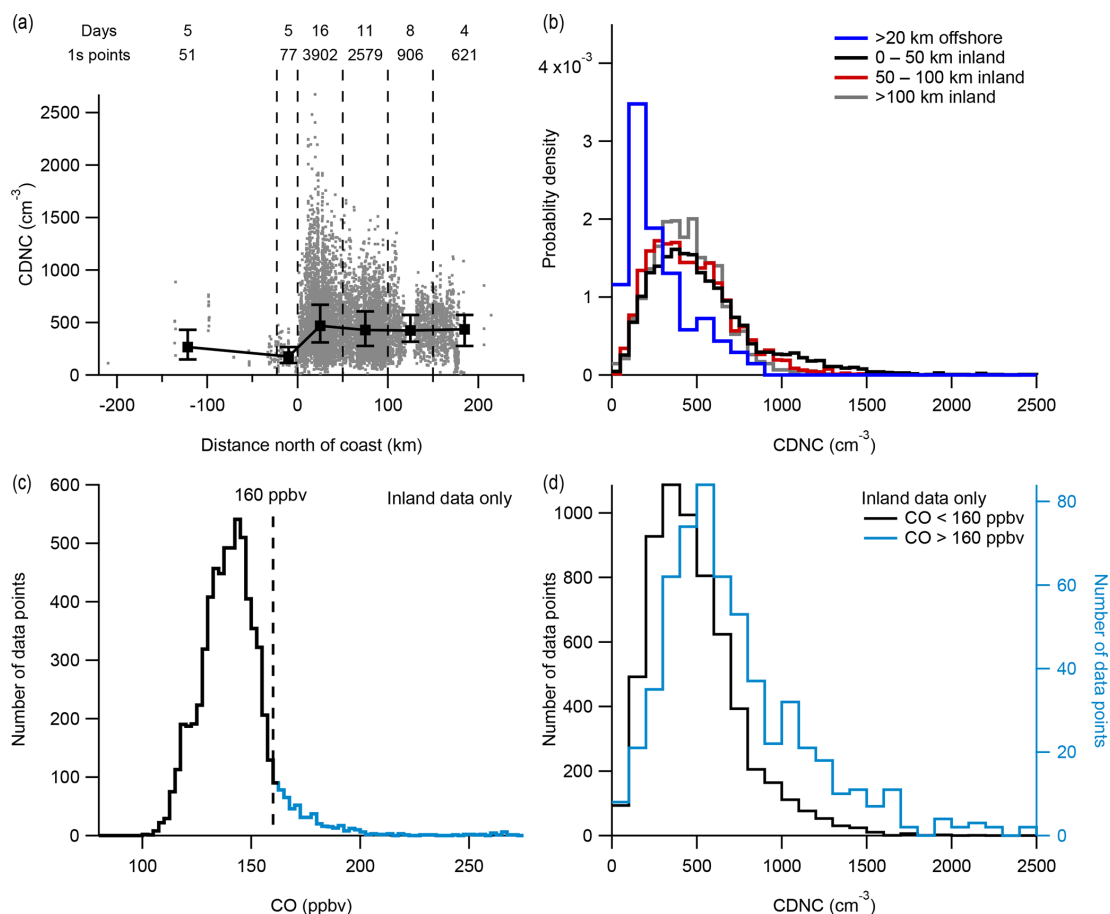 (a)
Days 5 5 16 11 8 4
1s points 51 77 3902 2579 906 621
2500
2000
1500
1000
500
0
CDNC (cm⁻³)
-200 -100 0 100 200
Distance north of coast (km)
(b)
>20 km offshore
0 – 50 km inland
50 – 100 km inland
>100 km inland
4 x10⁻³
3
2
1
0
Probablity density
0 500 1000 1500 2000 2500
CDNC (cm⁻³)
(c)
160 ppbv
Inland data only
600
500
400
300
200
100
0
Number of data points
100 150 200 250
CO (ppbv)
(d)
Inland data only
CO < 160 ppbv
CO > 160 ppbv
1000
800
600
400
200
0
Number of data points
80
60
40
20
0
Number of data points
0 500 1000 1500 2000 2500
CDNC (cm⁻³)